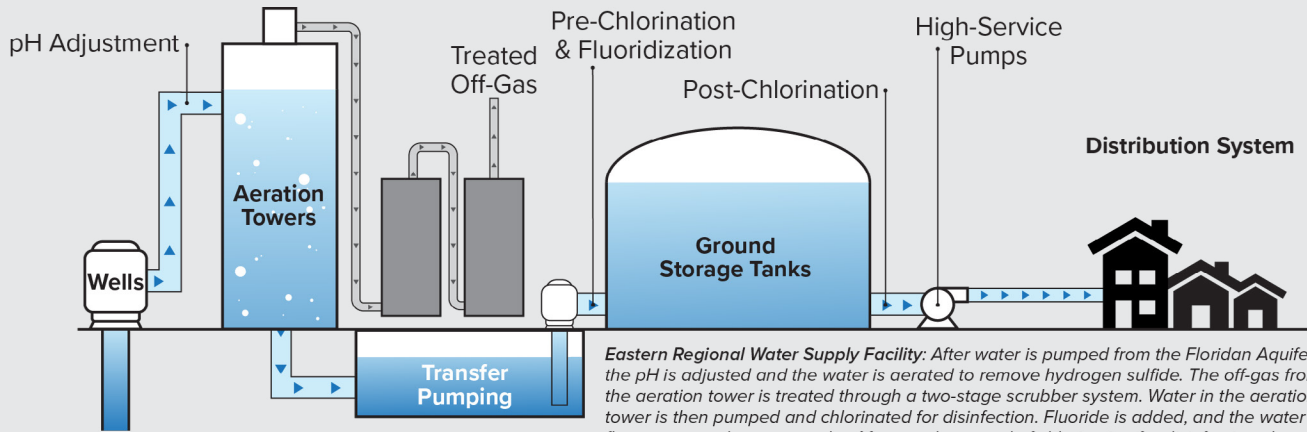 pH Adjustment
Treated
Off-Gas
Pre-Chlorination
& Fluoridization
Post-Chlorination
High-Service
Pumps
Distribution System
Aeration
Towers
Wells
Ground
Storage Tanks
Transfer
Pumping
Eastern Regional Water Supply Facility: After water is pumped from the Floridan
the pH is adjusted and the water is aerated to remove hydrogen sulfide. The off-gas
the aeration tower is treated through a two-stage scrubber system. Water in the aeration
tower is then pumped and chlorinated for disinfection. Fluoride is added, and the water